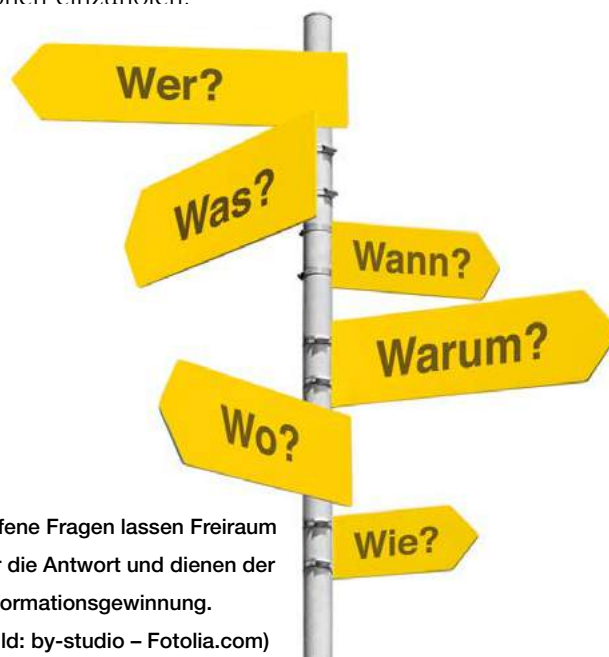 einzuholen.
Wer?
Was?
Wann?
Warum?
Wo?
Wie?
fene Fragen lassen Freiraum
r die Antwort und dienen der
formationsgewinnung.
ld: by-studio – Fotolia.com)